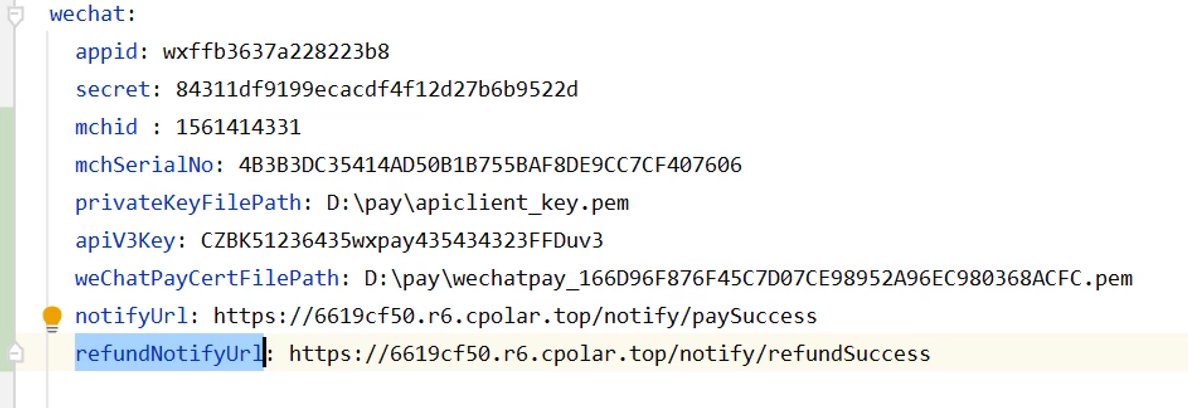 wechat:
appid: wxffb3637a228223b8
secret: 84311df9199ecacdf4f12d27b6b9522d
mchid : 1561414331
mchSerialNo: 4B3B3DC35414AD50B1B755BAF8DE9CC7CF407606
privateKeyFilePath: D:\pay\apiclient_key.pem
apiV3Key: CZBK51236435wxpay435434323FFDuv3
weChatPayCertFilePath: D:\pay\wechatpay_166D96F876F45C7D07CE98952A96EC980368ACFC.pem
notifyUrl: https://6619cf50.r6.cpolar.top/notify/paySuccess
refundNotifyUrl: https://6619cf50.r6.cpolar.top/notify/refundSuccess